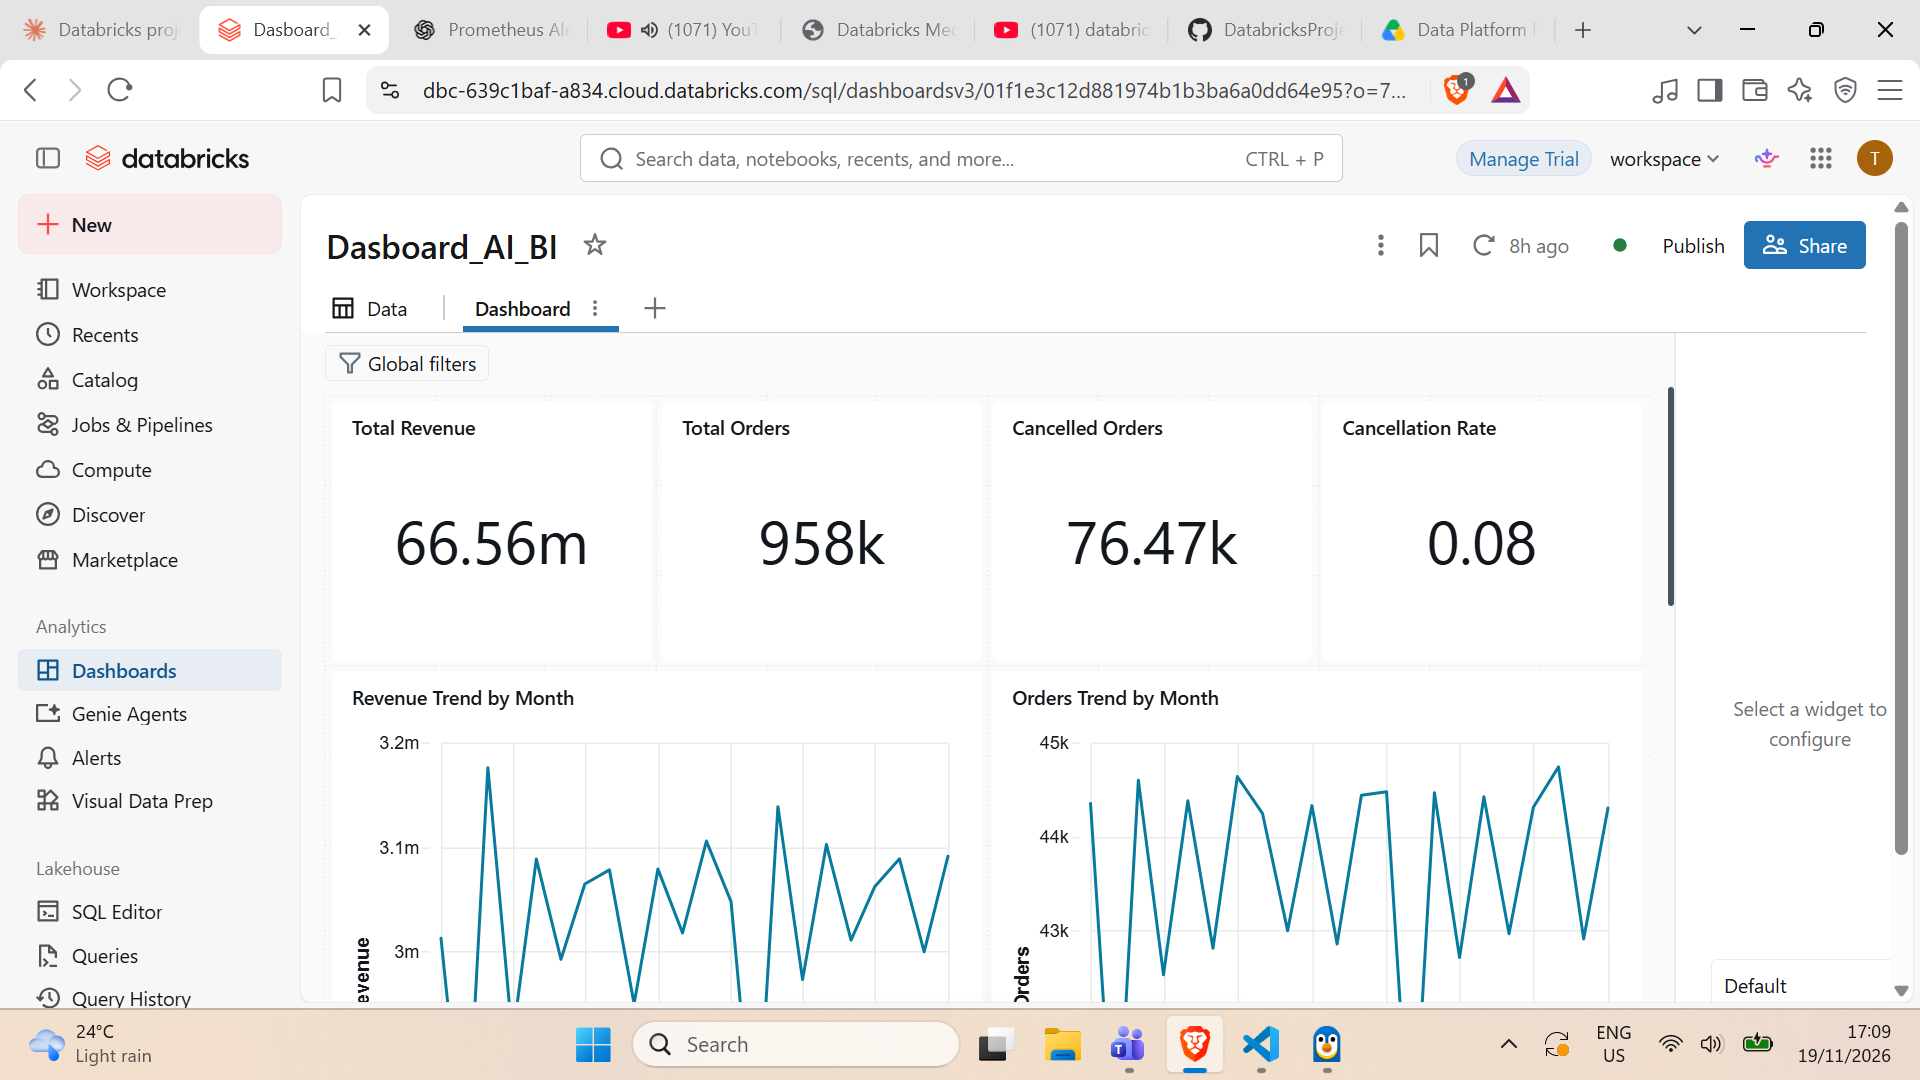 Databricks proj
Dasboard_
Prometheus Ale
(1071) YouT
Databricks Med
(1071) databric
DatabricksProje
Data Platform
dbc-639c1baf-a834.cloud.databricks.com/sql/dashboardsv3/01f1e3c12d881974b1b3ba6a0dd64e95?o=7...
1
databricks
Search data, notebooks, recents, and more...
CTRL + P
Manage Trial
workspace
T
New
Workspace
Recents
Catalog
Jobs & Pipelines
Compute
Discover
Marketplace
Analytics
Dashboards
Genie Agents
Alerts
Visual Data Prep
Lakehouse
SQL Editor
Queries
Query History
Dasboard_AI_BI
8h ago
Publish
Share
Data
Dashboard
Global filters
Total Revenue
66.56m
Total Orders
958k
Cancelled Orders
76.47k
Cancellation Rate
0.08
Revenue Trend by Month
3.2m
3.1m
3m
evenue
Orders Trend by Month
45k
44k
43k
Orders
Select a widget to
configure
Default
24°C
Light rain
Search
ENG
US
17:09
19/11/2026